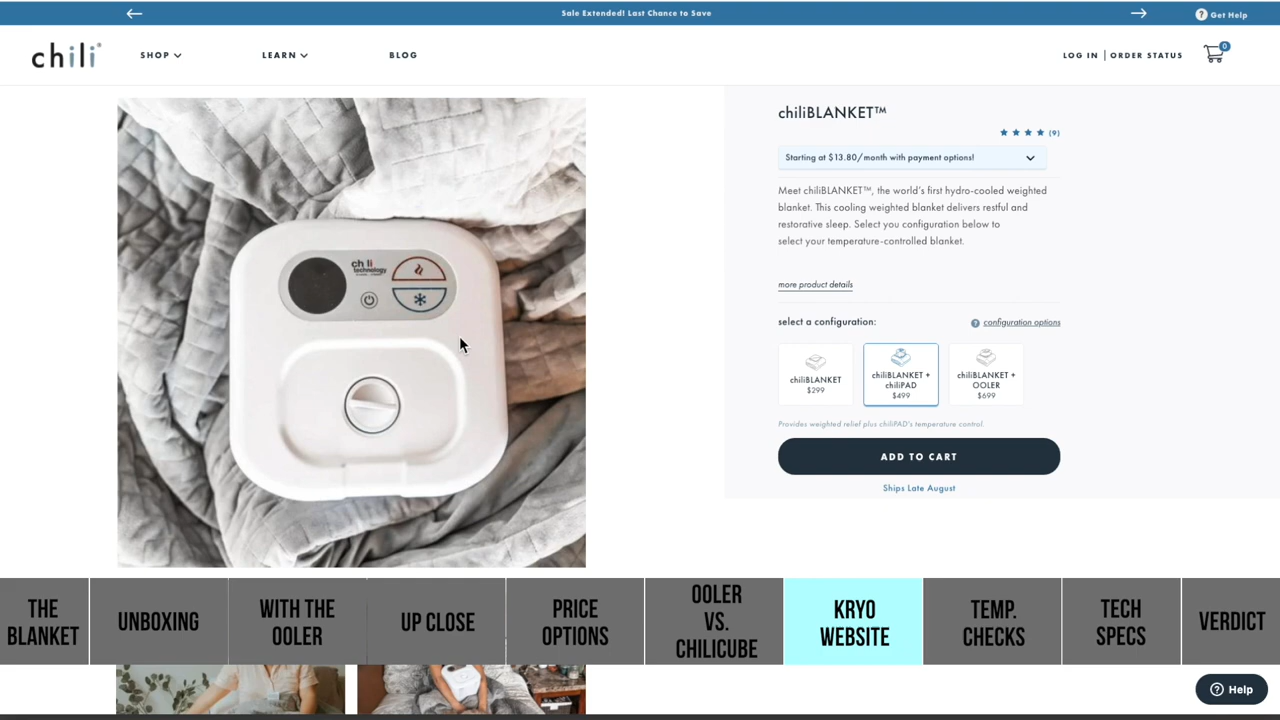 Sale Extended! Last Chance to Save
? Get Help
chili
SHOP
LEARN
BLOG
LOG IN | ORDER STATUS
0
chiliBLANKET™
(9)
Starting at $13.80/month with payment options!
Meet chiliBLANKET™, the world's first hydro-cooled weighted
blanket. This cooling weighted blanket delivers restful and
restorative sleep. Select you configuration below to
select your temperature-controlled blanket.
more product details
select a configuration:
? configuration options
chiliBLANKET
$299
chiliBLANKET +
chiliPAD
$499
chiliBLANKET +
OOLER
$699
Provides weighted relief plus chiliPAD's temperature control.
ADD TO CART
Ships Late August
chili
technology
THE
BLANKET
UNBOXING
WITH THE
OOLER
UP CLOSE
PRICE
OPTIONS
OOLER
VS.
CHILICUBE
KRYO
WEBSITE
TEMP.
CHECKS
TECH
SPECS
VERDICT
? Help